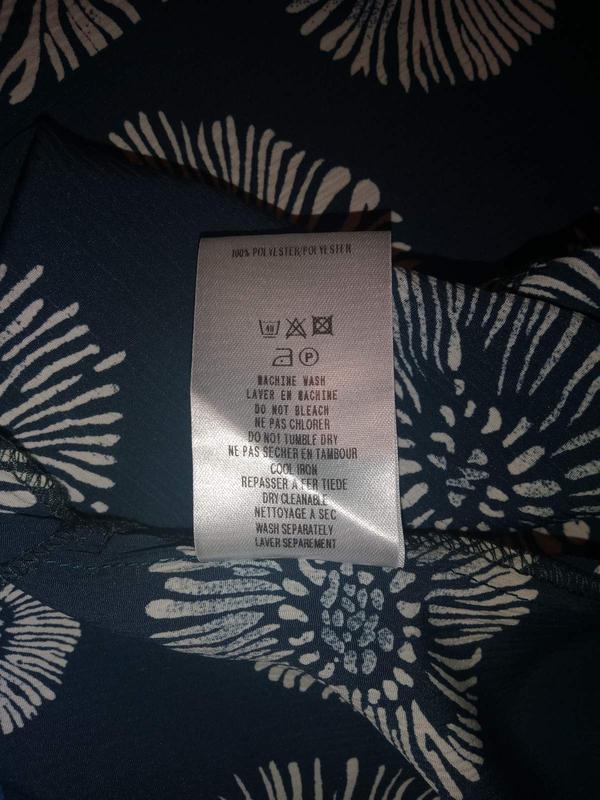 100% POLYESTER/POLYESTER
40
P
MACHINE WASH
LAVER EN MACHINE
DO NOT BLEACH
NE PAS CHLORER
DO NOT TUMBLE DRY
NE PAS SECHER EN TAMBOUR
COOL IRON
REPASSER A FER TIEDE
DRY CLEANABLE
NETTOYAGE A SEC
WASH SEPARATELY
LAVER SEPAREMENT